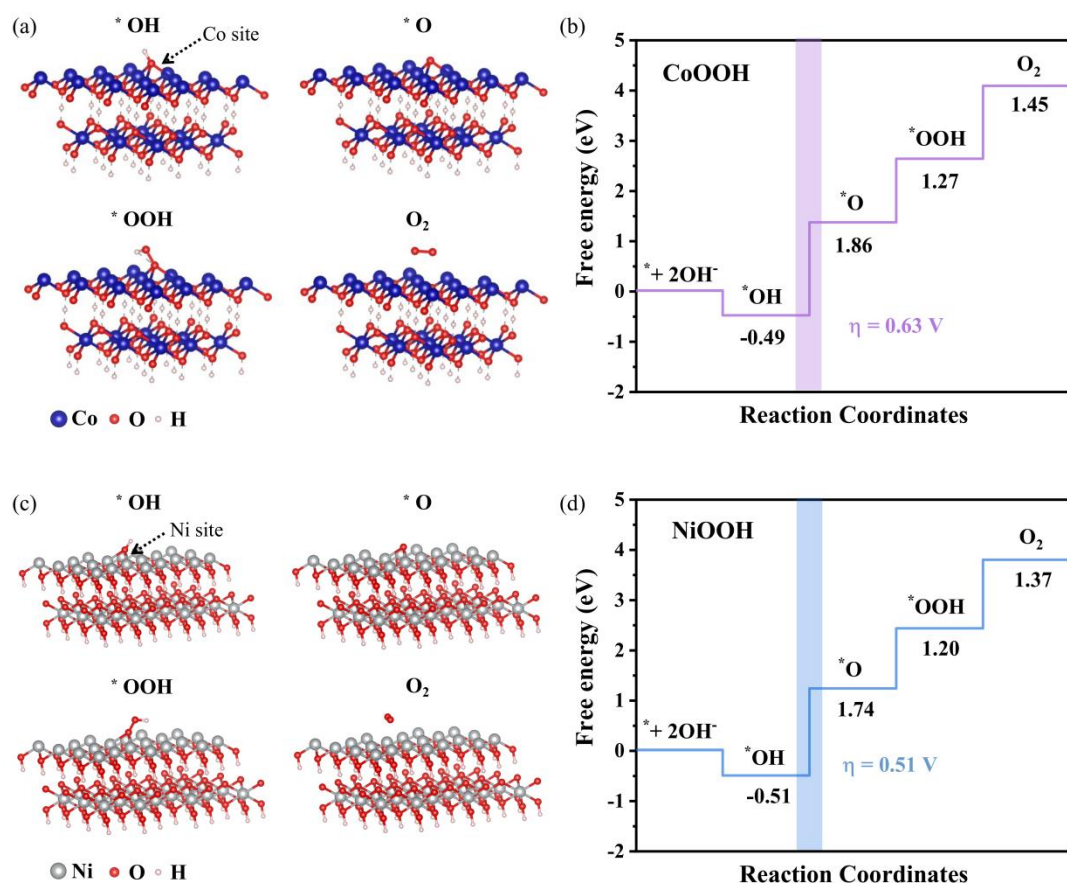 (a)
* OH
Co site
* O
* OOH
O₂
Co O H
(b)
CoOOH
Free energy (eV)
5
4
3
2
1
0
-1
-2
* + 2OH⁻
*OH
-0.49
*O
1.86
*OOH
1.27
O₂
1.45
η = 0.63 V
Reaction Coordinates
(c)
* OH
Ni site
* O
* OOH
O₂
Ni O H
(d)
NiOOH
Free energy (eV)
5
4
3
2
1
0
-1
-2
* + 2OH⁻
*OH
-0.51
*O
1.74
*OOH
1.20
O₂
1.37
η = 0.51 V
Reaction Coordinates